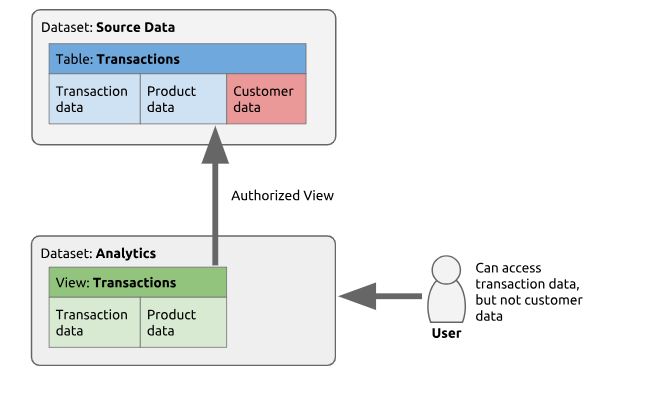 Dataset: Source Data
Table: Transactions
Transaction
data
Product
data
Customer
data
Authorized View
Dataset: Analytics
View: Transactions
Transaction
data
Product
data
Can access
transaction data,
but not customer
data
User